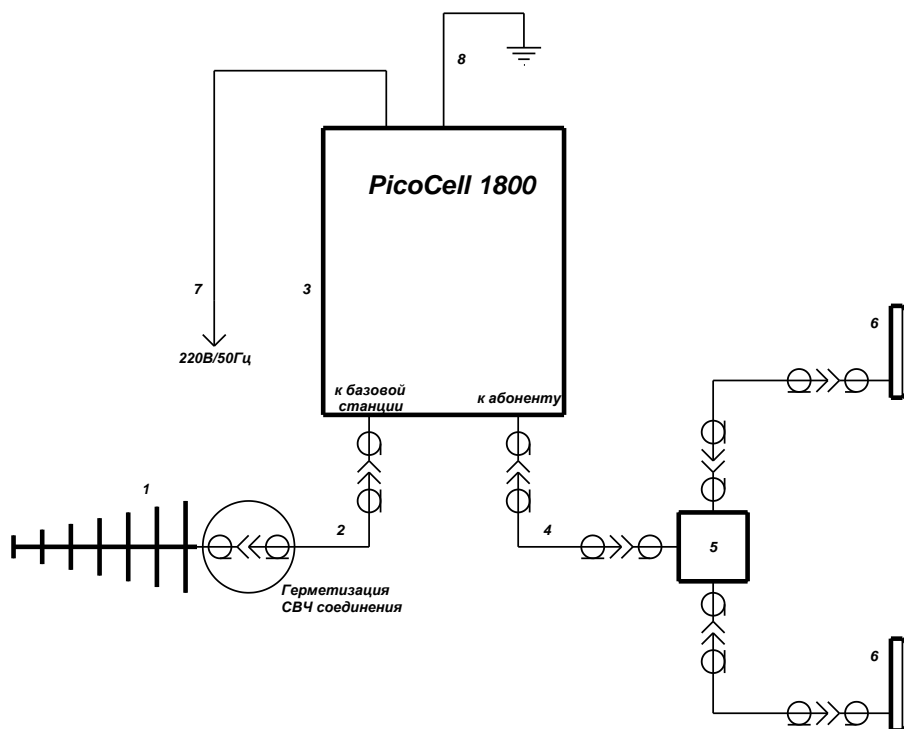 8
PicoCell 1800
7
3
6
220В/50Гц
к базовой
станции
к абоненту
1
2
4
5
Герметизация
СВЧ соединения
6